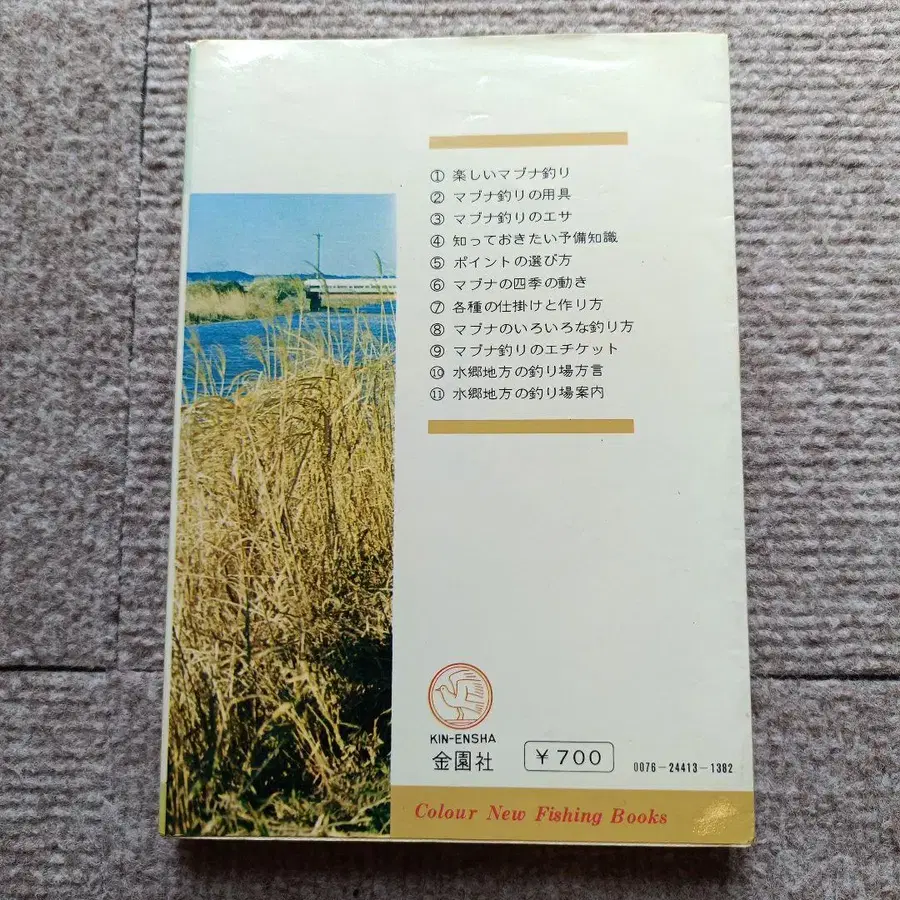 ① 楽しいマブナ釣り
② マブナ釣りの用具
③ マブナ釣りのエサ
④ 知っておきたい予備知識
⑤ ポイントの選び方
⑥ マブナの四季の動き
⑦ 各種の仕掛けと作り方
⑧ マブナのいろいろな釣り方
⑨ マブナ釣りのエチケット
⑩ 水郷地方の釣り場方言
⑪ 水郷地方の釣り場案内
KIN-ENSHA
金園社
¥700
0076-24413-1382
Colour New Fishing Books